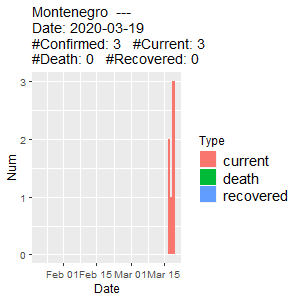 Montenegro ---
Date: 2020-03-19
#Confirmed: 3 #Current: 3
#Death: 0 #Recovered: 0
3
2
1
0
Num
Feb 01 Feb 15 Mar 01 Mar 15
Date
Type
current
death
recovered